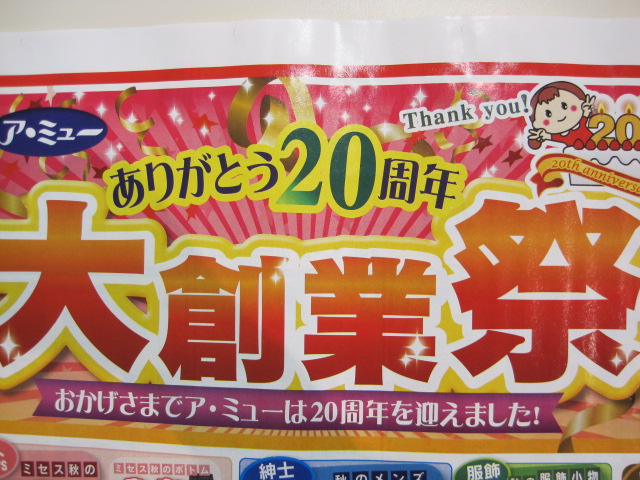 ア・ミュー
Thank you!
20
20th anniversa
ありがとう20周年
大創業祭
おかげさまでア・ミューは20周年を迎えました!
ミセス秋の
ミセス秋のボトム
紳士
秋のメンズ
服飾
秋の服飾小物